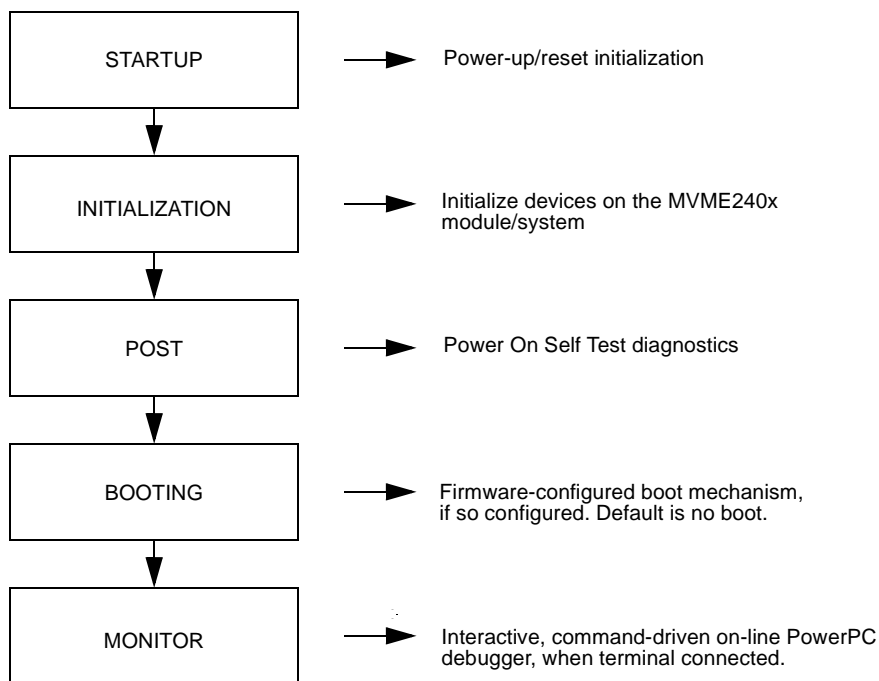 STARTUP
Power-up/reset initialization
INITIALIZATION
Initialize devices on the MVME240x
module/system
POST
Power On Self Test diagnostics
BOOTING
Firmware-configured boot mechanism,
if so configured. Default is no boot.
MONITOR
Interactive, command-driven on-line PowerPC
debugger, when terminal connected.